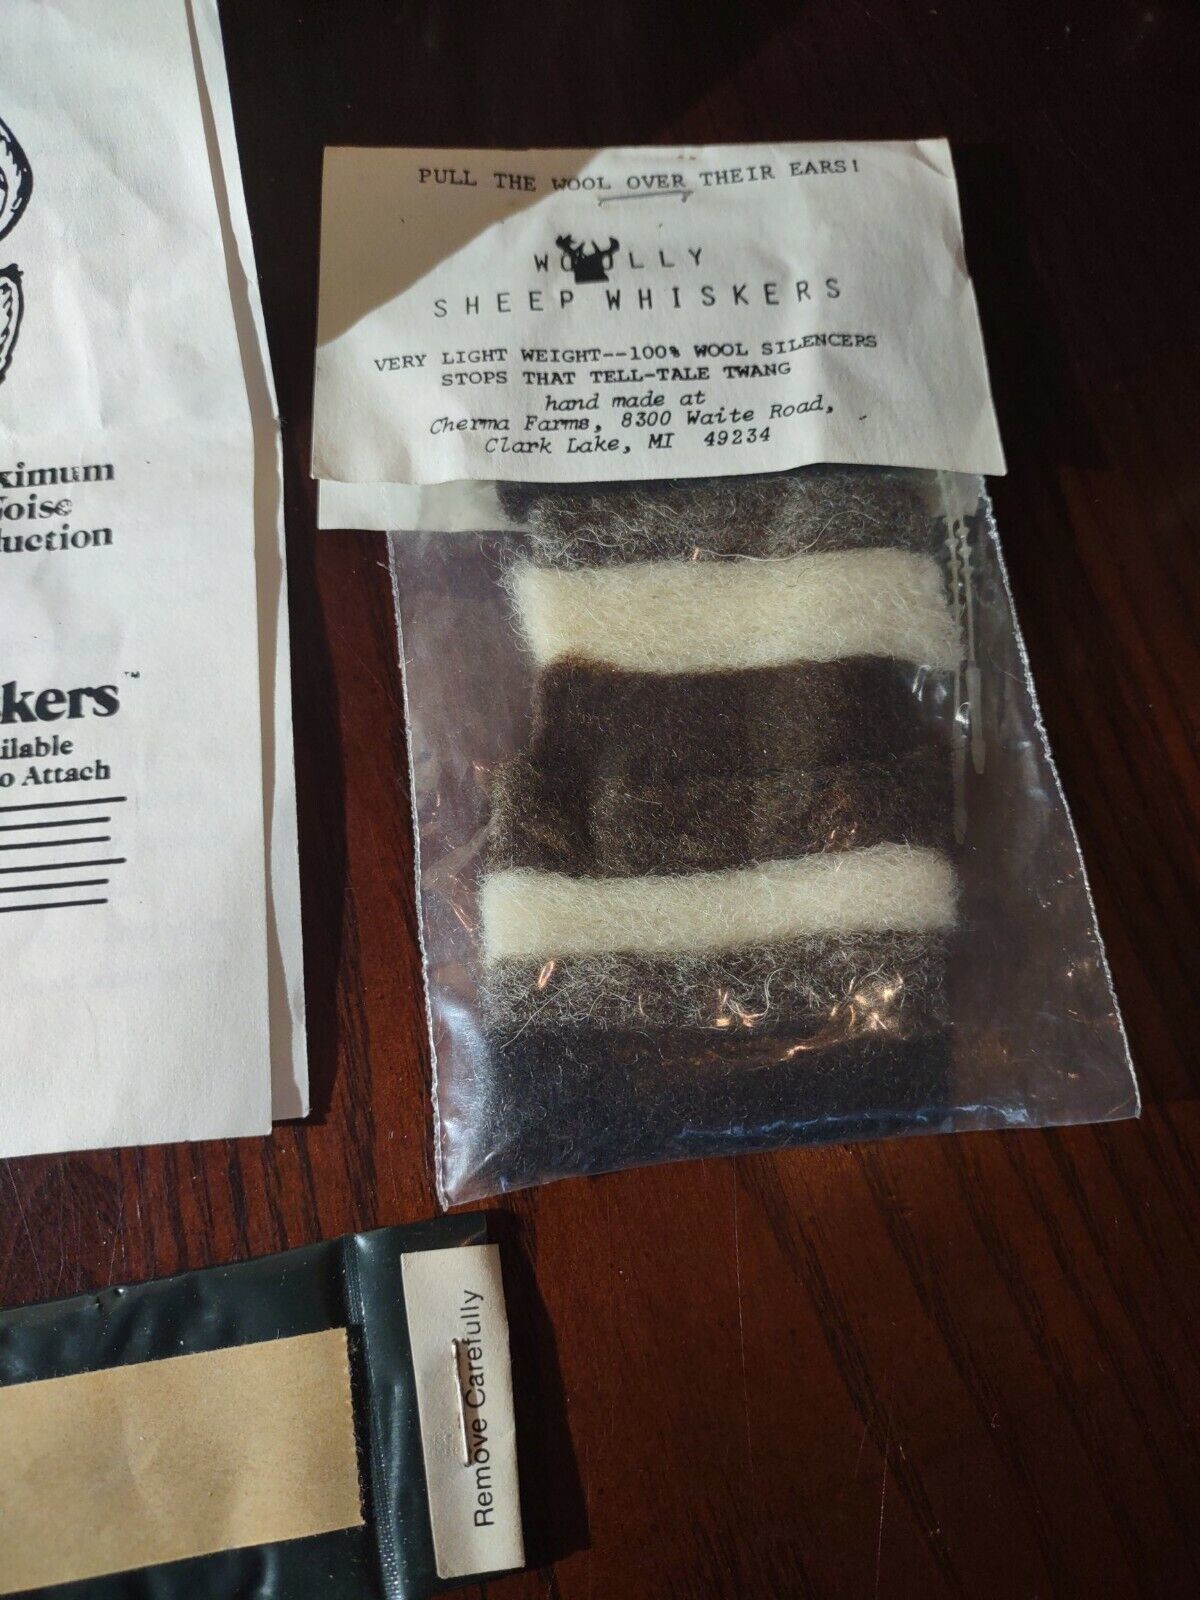 PULL THE WOOL OVER THEIR EARS!
WOOLLY
SHEEP WHISKERS
VERY LIGHT WEIGHT--100% WOOL SILENCERS
STOPS THAT TELL-TALE TWANG
hand made at
Cherma Farms, 8300 Waite Road,
Clark Lake, MI 49234
ximum
oise
uction
kers™
ilable
o Attach
Remove Carefully